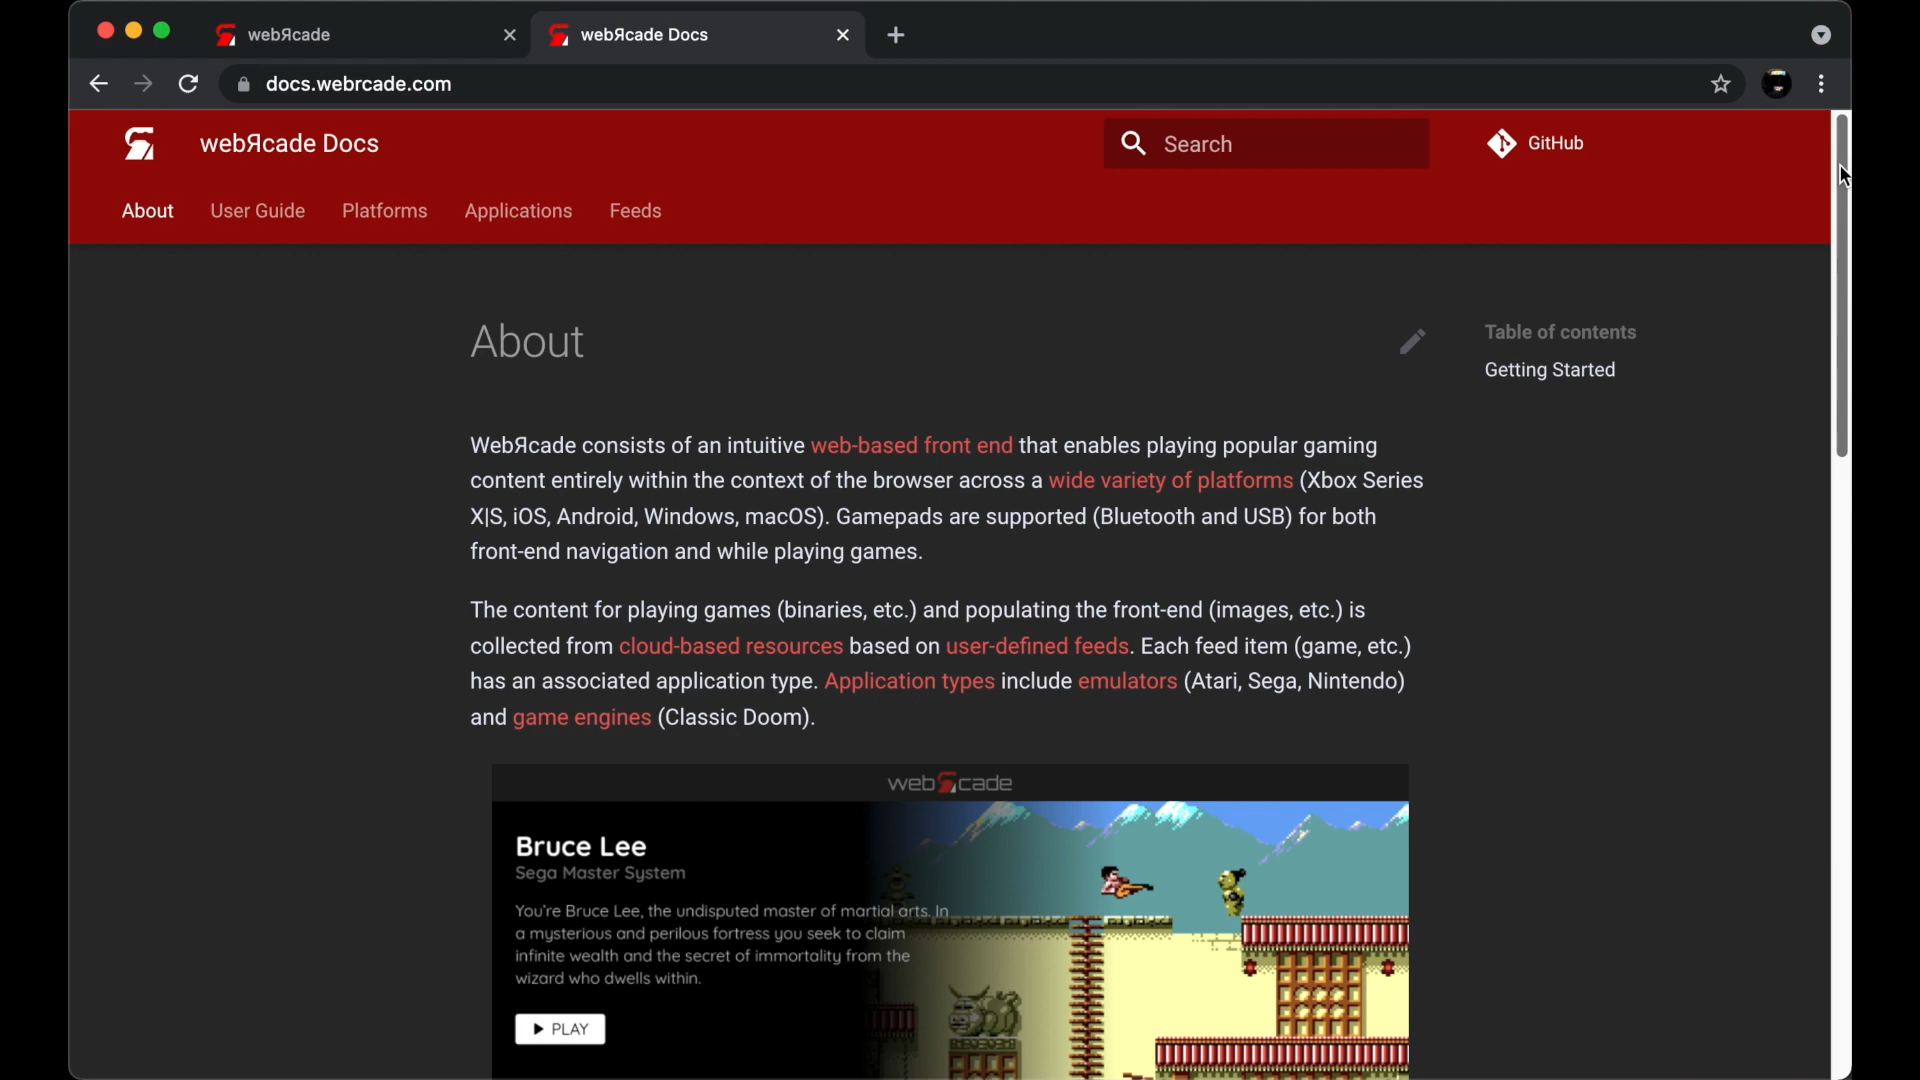 webЯcade
webЯcade Docs
docs.webrcade.com
webЯcade Docs
Search
GitHub
About
User Guide
Platforms
Applications
Feeds
About
Table of contents
Getting Started
WebЯcade consists of an intuitive web-based front end that enables playing popular gaming
content entirely within the context of the browser across a wide variety of platforms (Xbox Series
X|S, iOS, Android, Windows, macOS). Gamepads are supported (Bluetooth and USB) for both
front-end navigation and while playing games.
The content for playing games (binaries, etc.) and populating the front-end (images, etc.) is
collected from cloud-based resources based on user-defined feeds. Each feed item (game, etc.)
has an associated application type. Application types include emulators (Atari, Sega, Nintendo)
and game engines (Classic Doom).
webЯcade
Bruce Lee
Sega Master System
You're Bruce Lee, the undisputed master of martial arts. In
a mysterious and perilous fortress you seek to claim
infinite wealth and the secret of immortality from the
wizard who dwells within.
PLAY